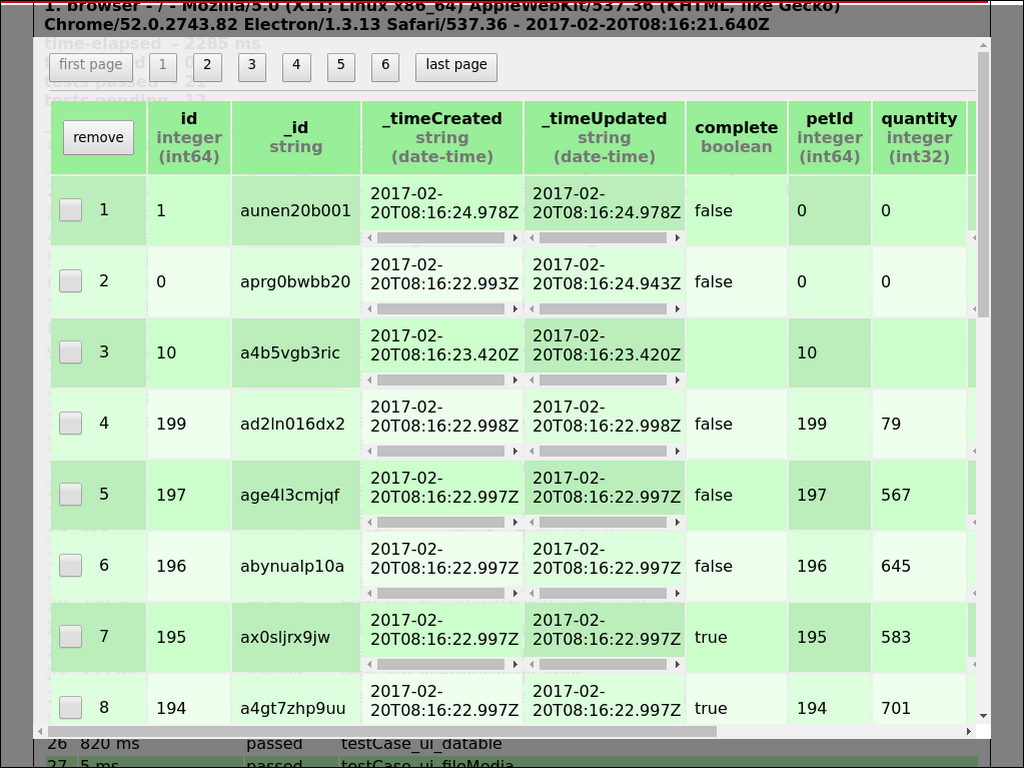 1. browser - / - Mozilla/5.0 (X11; Linux x86_64) AppleWebKit/537.36 (KHTML, like Gecko)
Chrome/52.0.2743.82 Electron/1.3.13 Safari/537.36 - 2017-02-20T08:16:21.640Z
time-elapsed - 2285 ms
first page 1 2 3 4 5 6 last page
tests passed - 21
tests pending - 12
remove
id integer (int64)
_id string
_timeCreated string (date-time)
_timeUpdated string (date-time)
complete boolean
petId integer (int64)
quantity integer (int32)
1 1 aunen20b001 2017-02-20T08:16:24.978Z 2017-02-20T08:16:24.978Z false 0 0
2 0 aprg0bwbb20 2017-02-20T08:16:22.993Z 2017-02-20T08:16:24.943Z false 0 0
3 10 a4b5vgb3ric 2017-02-20T08:16:23.420Z 2017-02-20T08:16:23.420Z 10
4 199 ad2ln016dx2 2017-02-20T08:16:22.998Z 2017-02-20T08:16:22.998Z false 199 79
5 197 age4l3cmjqf 2017-02-20T08:16:22.997Z 2017-02-20T08:16:22.997Z false 197 567
6 196 abynualp10a 2017-02-20T08:16:22.997Z 2017-02-20T08:16:22.997Z false 196 645
7 195 ax0sljrx9jw 2017-02-20T08:16:22.997Z 2017-02-20T08:16:22.997Z true 195 583
8 194 a4gt7zhp9uu 2017-02-20T08:16:22.997Z 2017-02-20T08:16:22.997Z true 194 701
26 820 ms passed testCase_ui_datable
27 5 ms passed testCase_ui_fileMedia